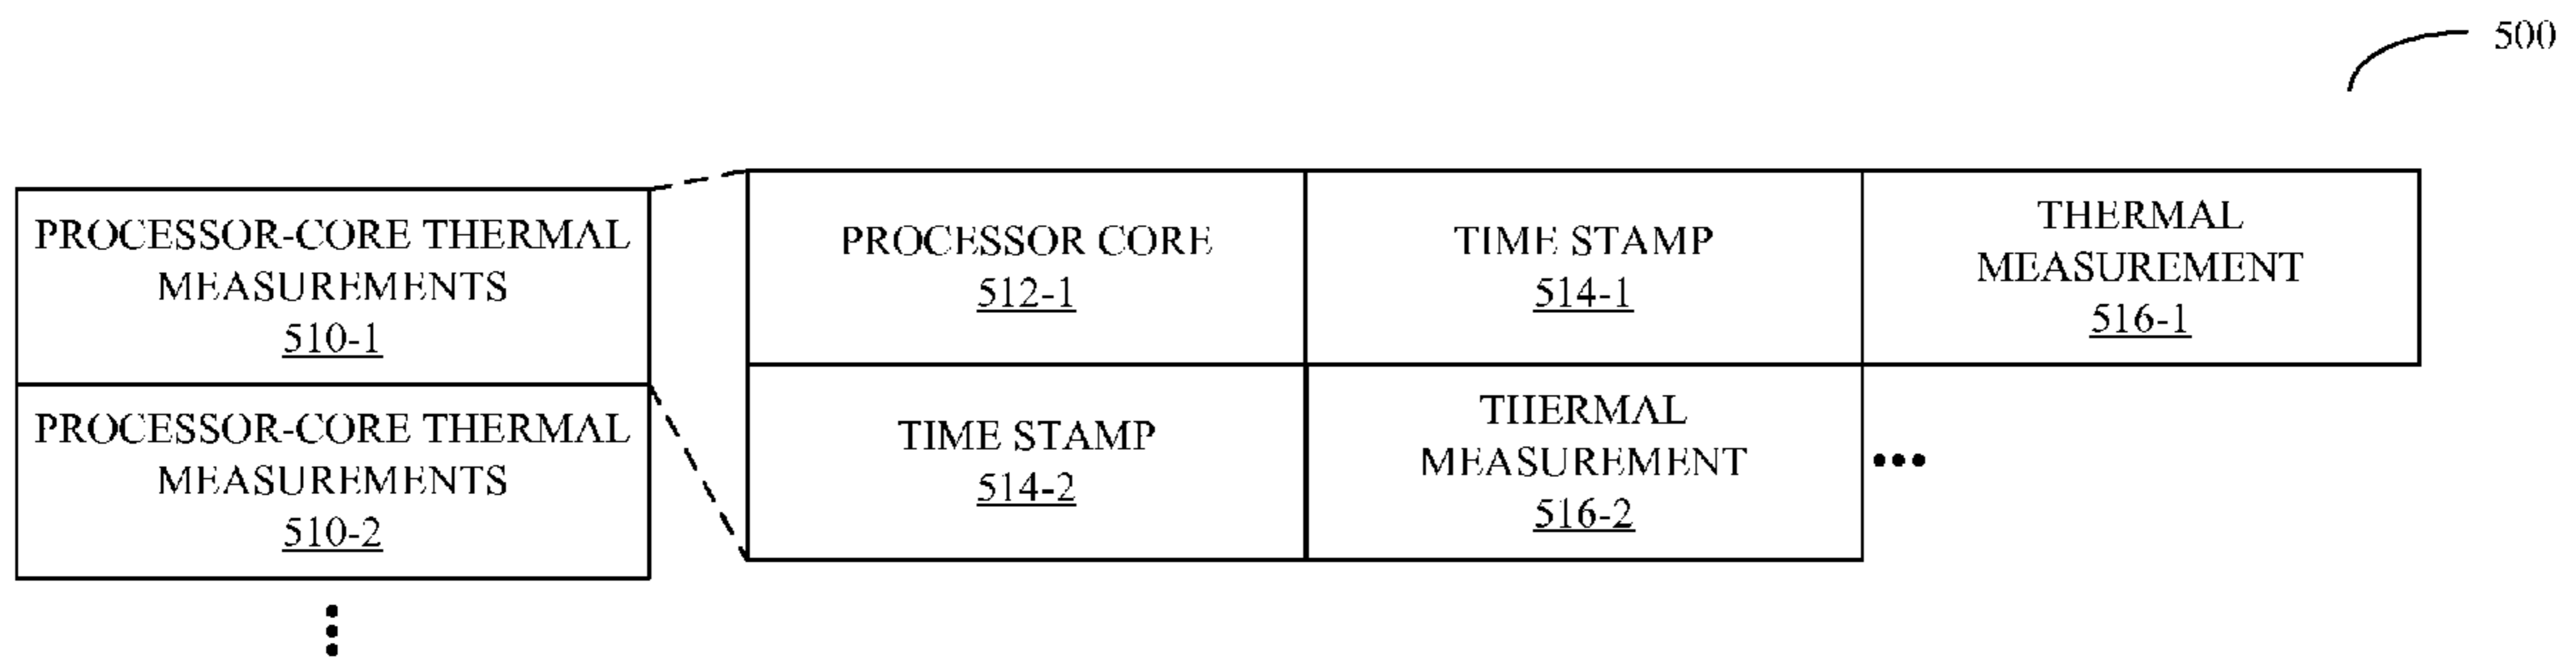 500
PROCESSOR-CORE THERMAL
MEASUREMENTS
510-1
PROCESSOR-CORE THERMAL
MEASUREMENTS
510-2
PROCESSOR CORE
512-1
TIME STAMP
514-1
THERMAL
MEASUREMENT
516-1
TIME STAMP
514-2
THERMAL
MEASUREMENT
516-2